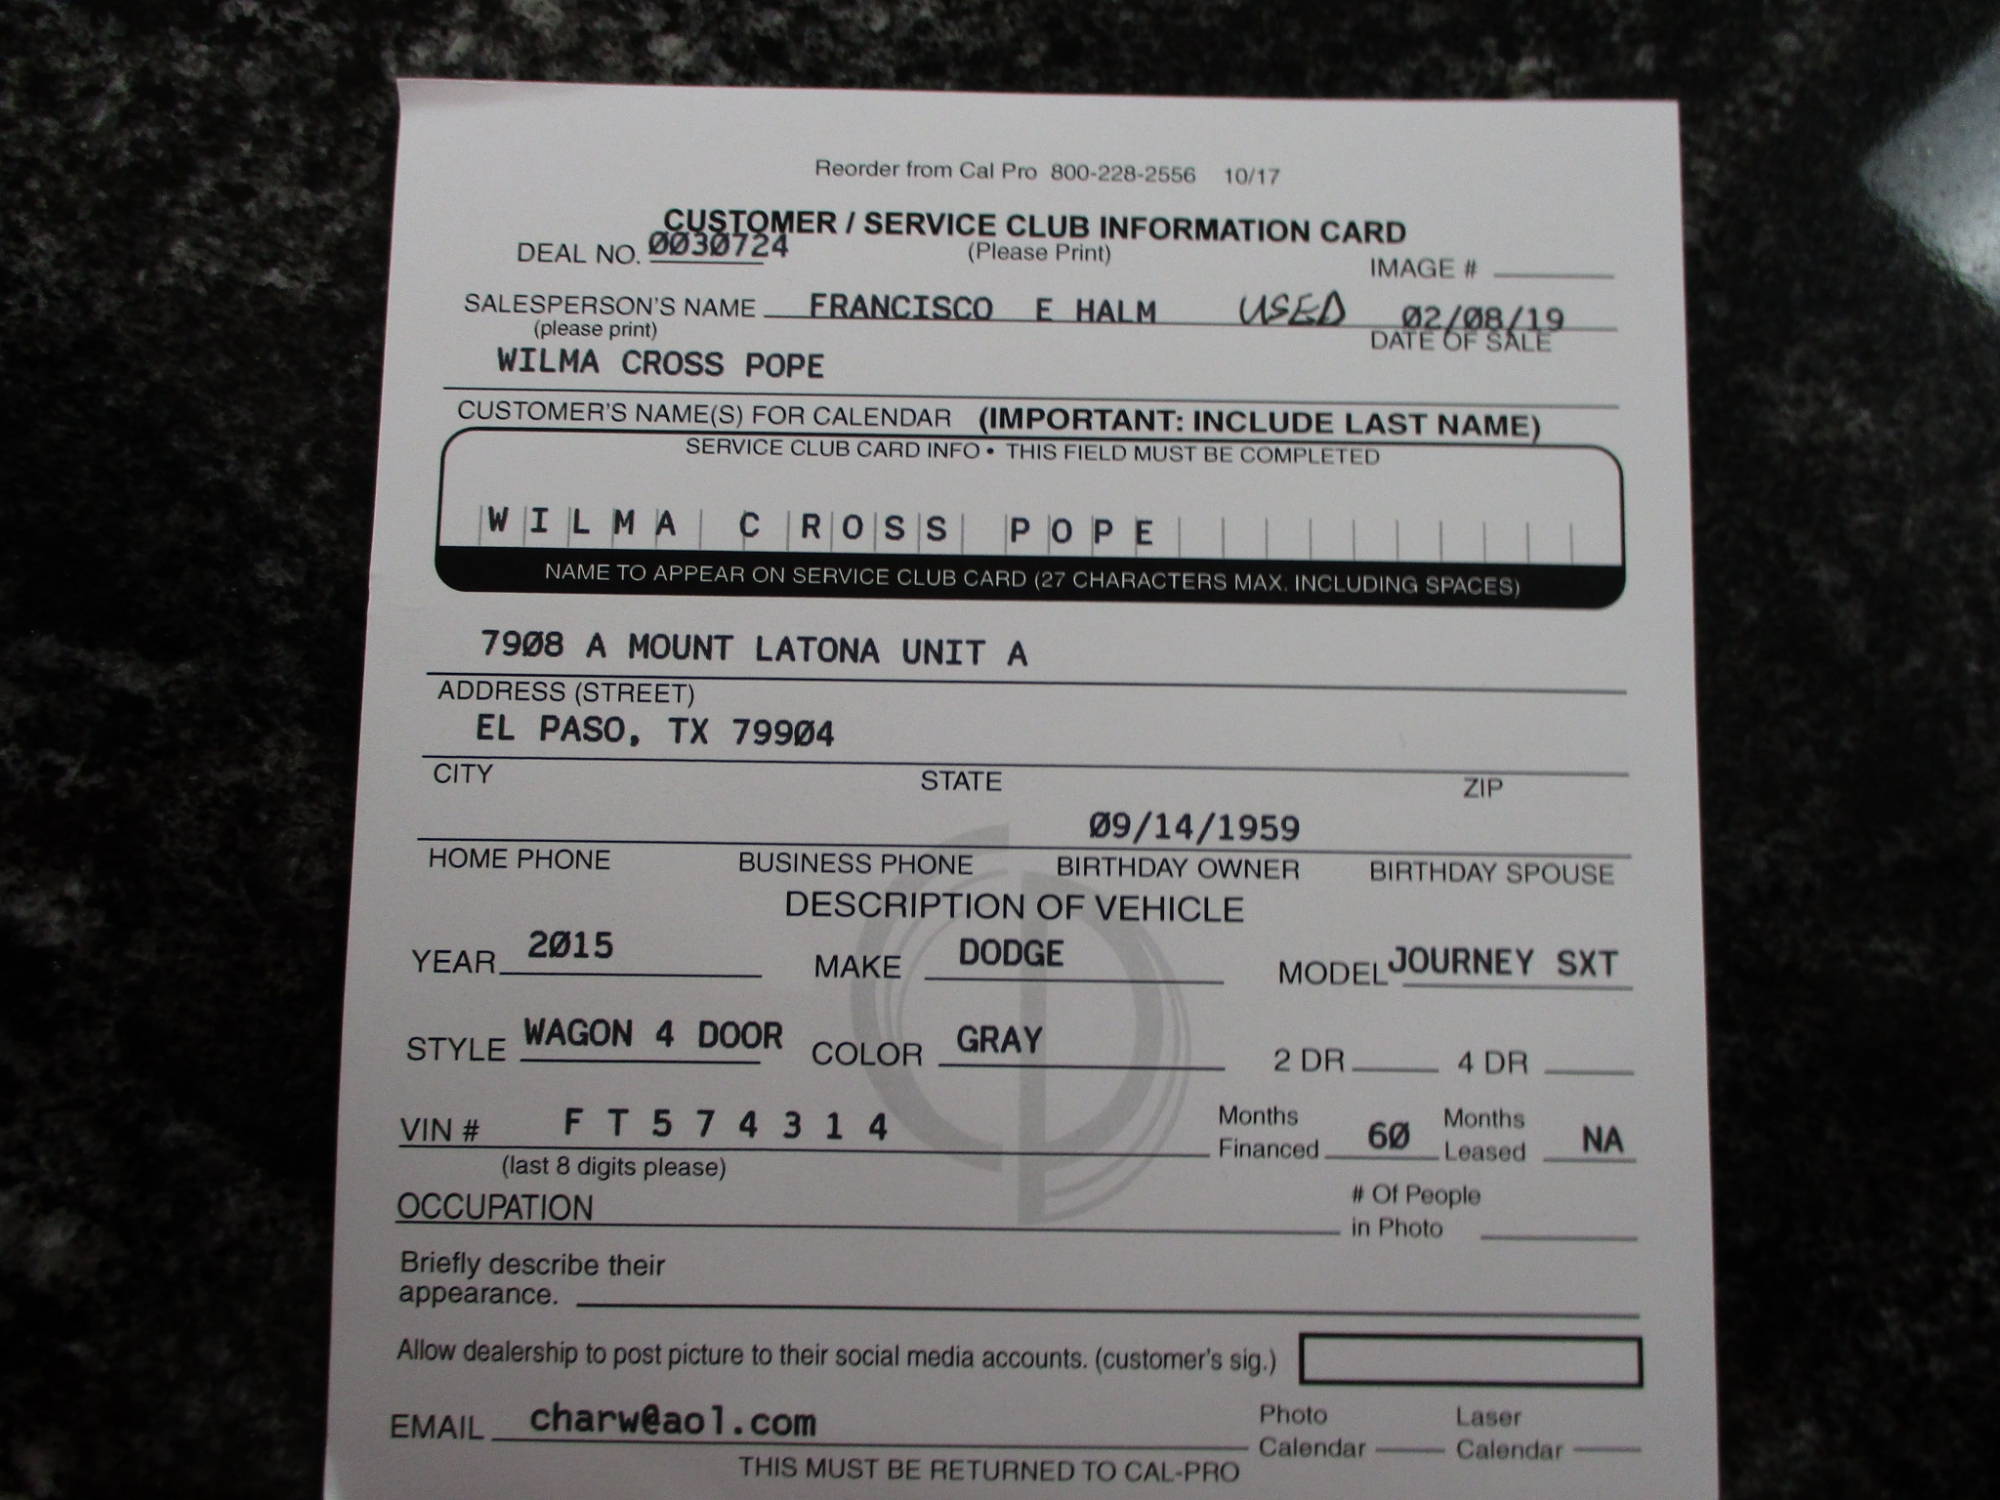 Reorder from Cal Pro 800-228-2556 10/17
CUSTOMER / SERVICE CLUB INFORMATION CARD
DEAL NO. 0030724 (Please Print) IMAGE #
SALESPERSON'S NAME FRANCISCO E HALM USED 02/08/19
(please print) DATE OF SALE
WILMA CROSS POPE
CUSTOMER'S NAME(S) FOR CALENDAR (IMPORTANT: INCLUDE LAST NAME)
SERVICE CLUB CARD INFO • THIS FIELD MUST BE COMPLETED
WILMA CROSS POPE
NAME TO APPEAR ON SERVICE CLUB CARD (27 CHARACTERS MAX. INCLUDING SPACES)
7908 A MOUNT LATONA UNIT A
ADDRESS (STREET)
EL PASO, TX 79904
CITY STATE ZIP
09/14/1959
HOME PHONE BUSINESS PHONE BIRTHDAY OWNER BIRTHDAY SPOUSE
DESCRIPTION OF VEHICLE
YEAR 2015 MAKE DODGE MODEL JOURNEY SXT
STYLE WAGON 4 DOOR COLOR GRAY 2 DR 4 DR
VIN # FT574314 Months Financed 60 Months Leased NA
(last 8 digits please)
OCCUPATION # Of People in Photo
Briefly describe their
appearance.
Allow dealership to post picture to their social media accounts. (customer's sig.)
EMAIL charw@aol.com Photo Calendar Laser Calendar
THIS MUST BE RETURNED TO CAL-PRO